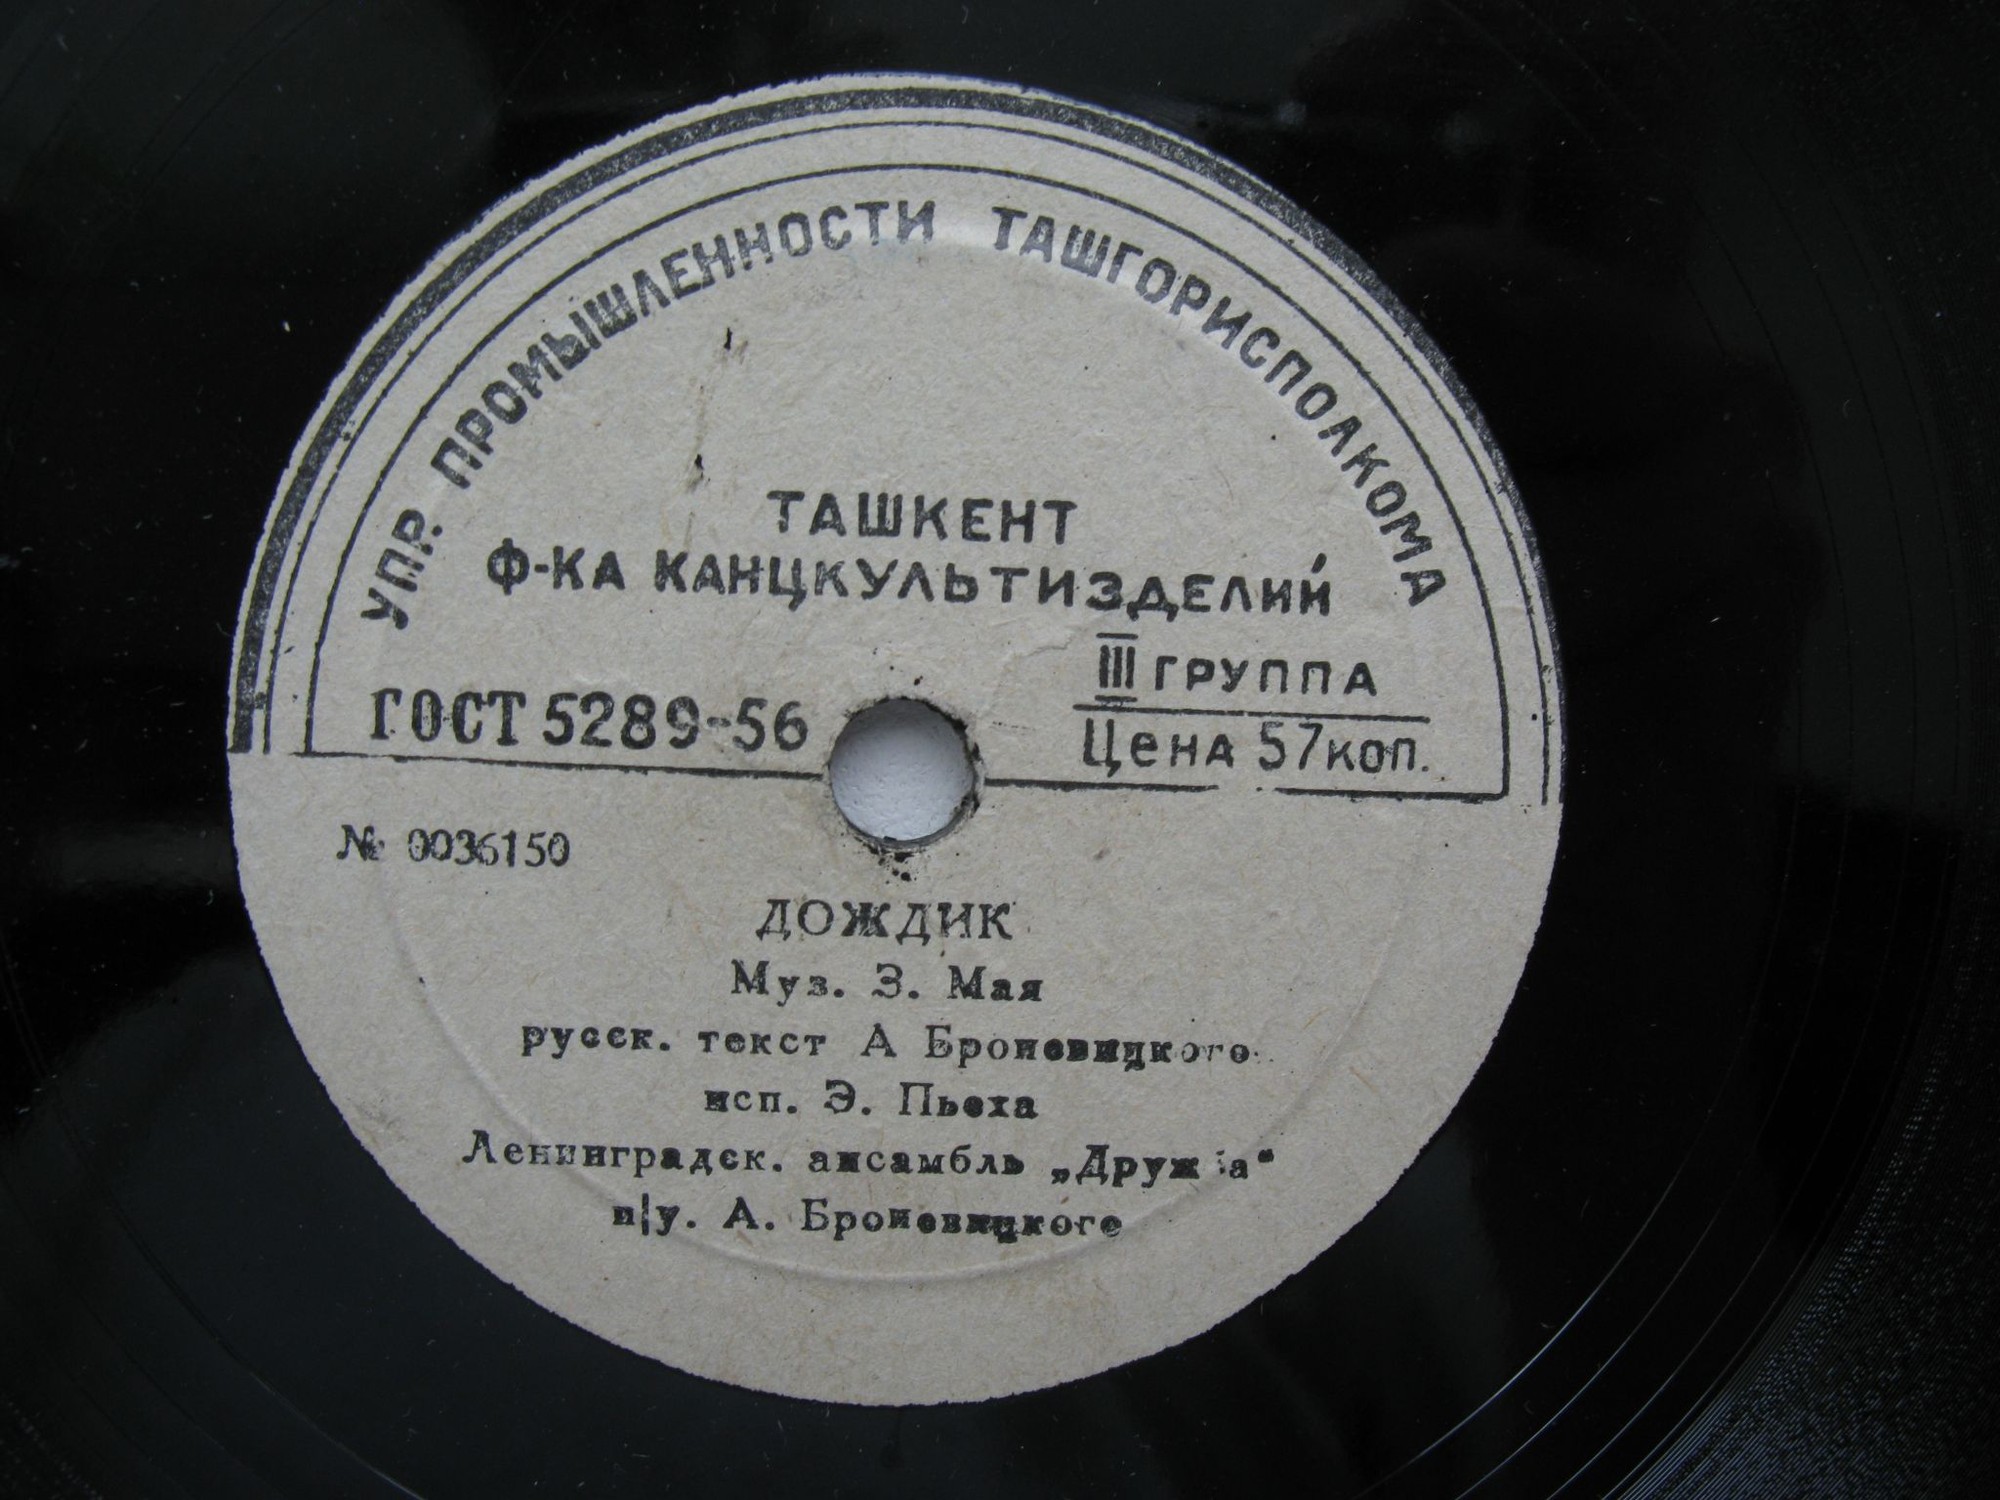 УПР. ПРОМЫШЛЕННОСТИ ТАШГОРИСПОЛКОМА
ТАШКЕНТ
Ф-КА КАНЦКУЛЬТИЗДЕЛИЙ
III ГРУППА
ГОСТ 5289-56
Цена 57 коп.
№ 0036150
ДОЖДИК
Муз. З. Мая
русск. текст А Броневицкого
исп. Э. Пьеха
Ленинградск. ансамбль „Дружба“
п/у. А. Броневицкого